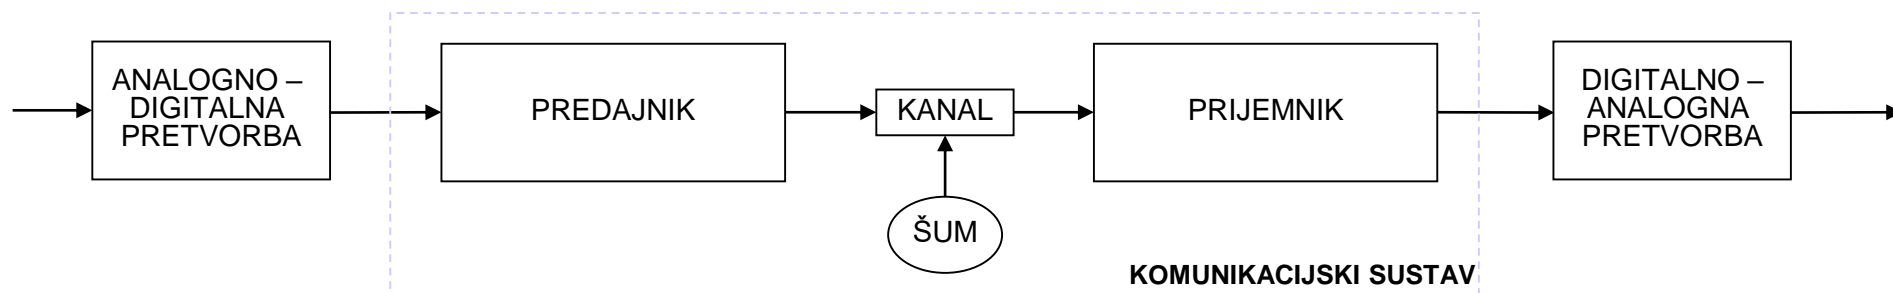 ANALOGNO –
DIGITALNA
PRETVORBA
PREDAJNIK
KANAL
PRIJEMNIK
DIGITALNO –
ANALOGNA
PRETVORBA
ŠUM
KOMUNIKACIJSKI SUSTAV